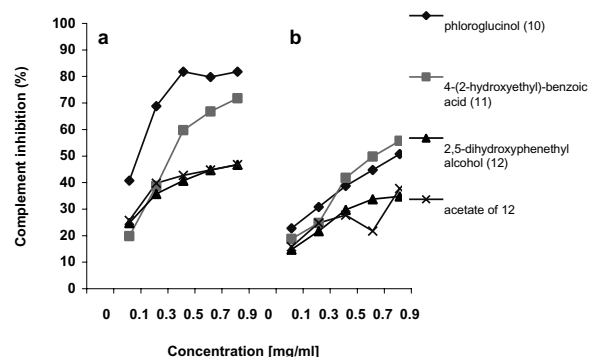 a
b
Complement inhibition (%)
100
90
80
70
60
50
40
30
20
10
0
0 0.1 0.3 0.5 0.7 0.9 0 0.1 0.3 0.5 0.7 0.9
Concentration [mg/ml]
phloroglucinol (10)
4-(2-hydroxyethyl)-benzoic
acid (11)
2,5-dihydroxyphenethyl
alcohol (12)
acetate of 12